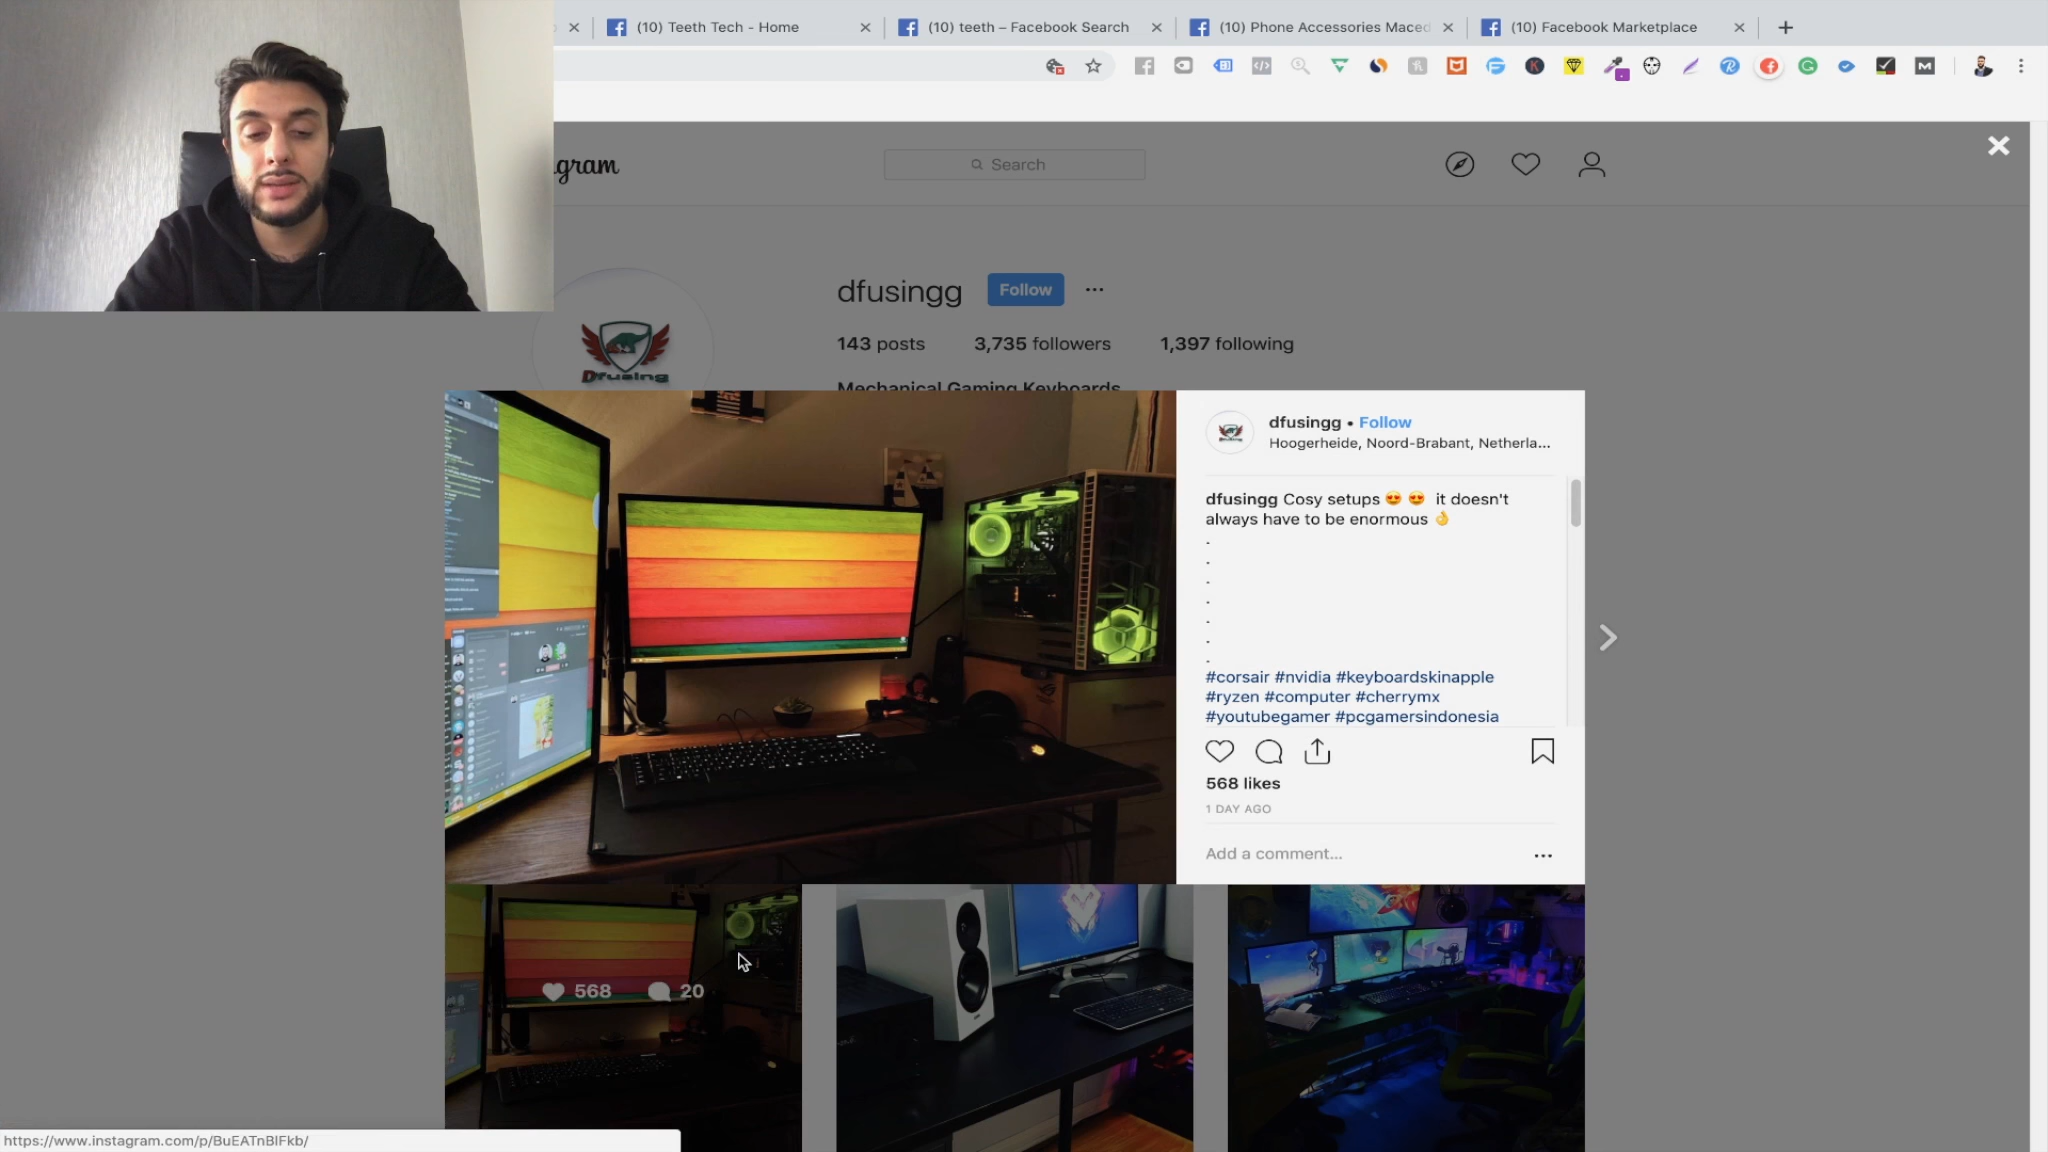 (10) Teeth Tech - Home
(10) teeth – Facebook Search
(10) Phone Accessories Maced
(10) Facebook Marketplace
gram
Search
dfusingg
Follow
143 posts
3,735 followers
1,397 following
Dfusing
Mechanical Gaming Keyboards
dfusingg • Follow
Hoogerheide, Noord-Brabant, Netherla...
dfusingg Cosy setups 😍 😍 it doesn't
always have to be enormous 👌
.
.
.
.
.
.
.
#corsair #nvidia #keyboardskinapple
#ryzen #computer #cherrymx
#youtubegamer #pcgamersindonesia
568 likes
1 DAY AGO
Add a comment...
568
20
https://www.instagram.com/p/BuEATnBlFkb/